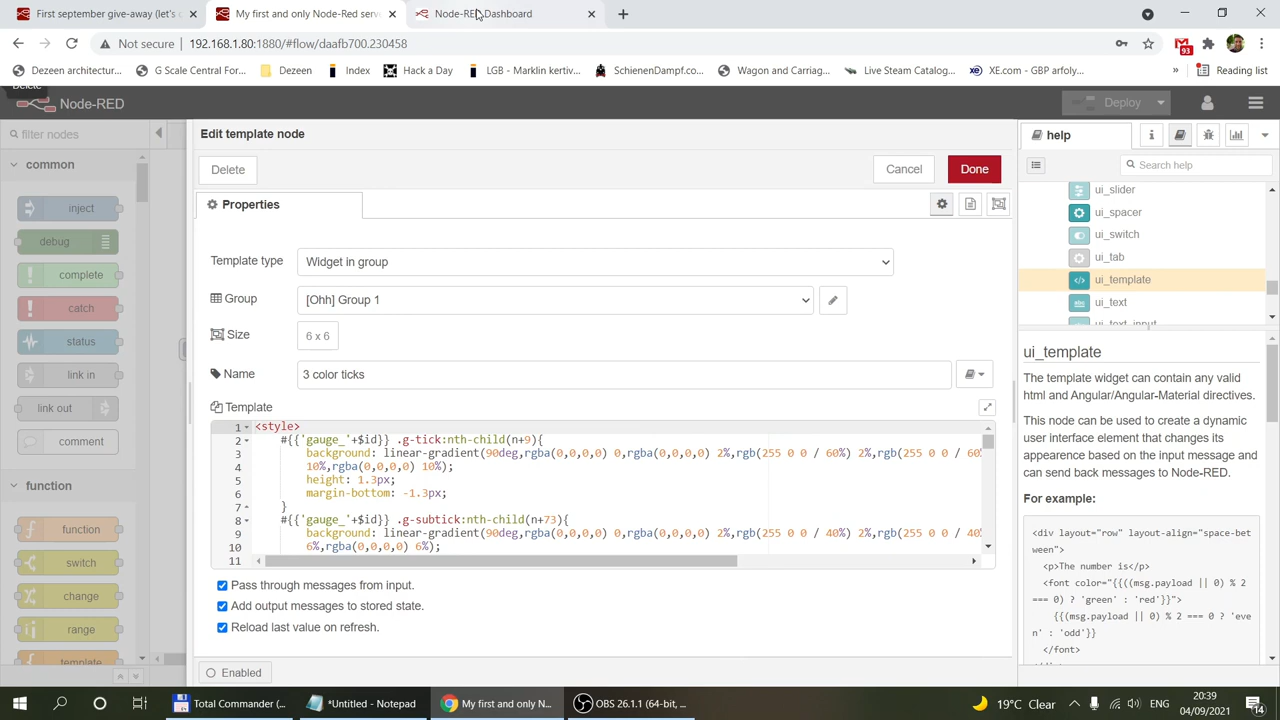 First september give-away (let's c
My first and only Node-Red serv
Node-RED Dashboard
Not secure
192.168.1.80:1880/#flow/daafb700.230458
93
Dezeen architectur...
G Scale Central For...
Dezeen
Index
Hack a Day
LGB - Marklin kertiv...
SchienenDampf.co...
Wagon and Carriag...
Live Steam Catalog...
XE.com - GBP arfoly...
»
Reading list
Delete
Node-RED
Deploy
filter nodes
common
inject
debug
complete
catch
status
link in
link out
comment
function
function
switch
change
range
template
Edit template node
Delete
Cancel
Done
Properties
Template type
Widget in group
Group
[Ohh] Group 1
Size
6 x 6
Name
3 color ticks
Template
1 <style>
2 #{{'gauge_'+$id}} .g-tick:nth-child(n+9){
3 background: linear-gradient(90deg,rgba(0,0,0,0) 0,rgba(0,0,0,0) 2%,rgb(255 0 0 / 60%) 2%,rgb(255 0 0 / 60%
4 10%,rgba(0,0,0,0) 10%);
5 height: 1.3px;
6 margin-bottom: -1.3px;
7 }
8 #{{'gauge_'+$id}} .g-subtick:nth-child(n+73){
9 background: linear-gradient(90deg,rgba(0,0,0,0) 0,rgba(0,0,0,0) 2%,rgb(255 0 0 / 40%) 2%,rgb(255 0 0 / 40%
10 6%,rgba(0,0,0,0) 6%);
11
Pass through messages from input.
Add output messages to stored state.
Reload last value on refresh.
Enabled
help
Search help
ui_slider
ui_spacer
ui_switch
ui_tab
ui_template
ui_text
ui_text_input
ui_template
The template widget can contain any valid
html and Angular/Angular-Material directives.
This node can be used to create a dynamic
user interface element that changes its
appearence based on the input message and
can send back messages to Node-RED.
For example:
<div layout="row" layout-align="space-bet
ween">
<p>The number is</p>
<font color="{{((msg.payload || 0) % 2
=== 0) ? 'green' : 'red'}}">
{{(msg.payload || 0) % 2 === 0 ? 'eve
n' : 'odd'}}
</font>
Total Commander (...
*Untitled - Notepad
My first and only N...
OBS 26.1.1 (64-bit, ...
19°C Clear
20:39
04/09/2021
14